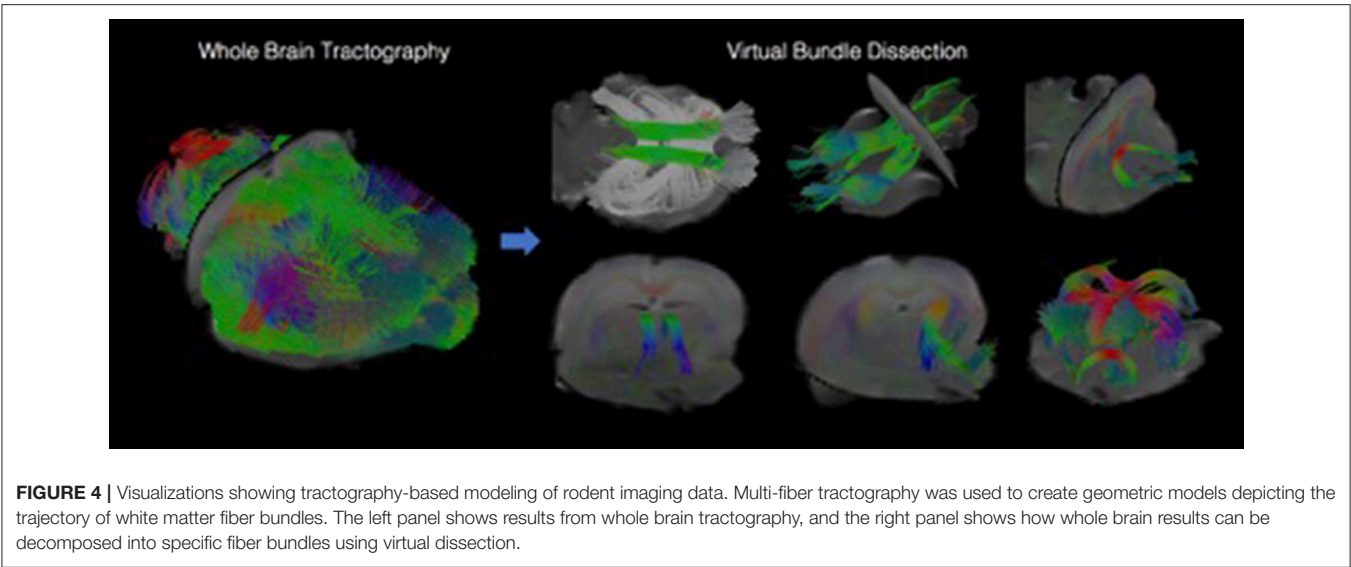 Whole Brain Tractography
Virtual Bundle Dissection
FIGURE 4 | Visualizations showing tractography-based modeling of rodent imaging data. Multi-fiber tractography was used to create geometric models depicting the
trajectory of white matter fiber bundles. The left panel shows results from whole brain tractography, and the right panel shows how whole brain results can be
decomposed into specific fiber bundles using virtual dissection.